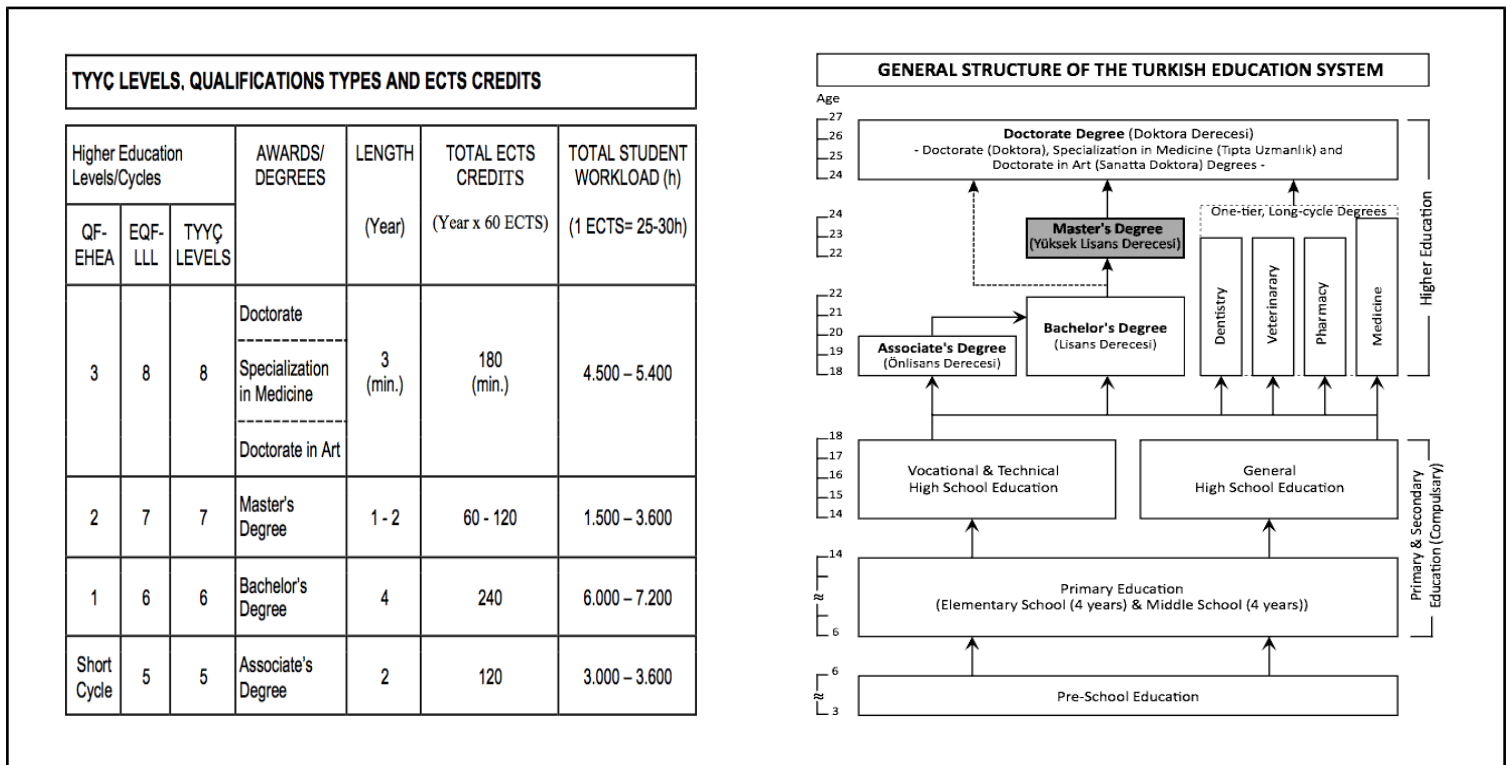 TYYÇ LEVELS, QUALIFICATIONS TYPES AND ECTS CREDITS
Higher Education
Levels/Cycles
AWARDS/
DEGREES
LENGTH
(Year)
TOTAL ECTS
CREDITS
(Year x 60 ECTS)
TOTAL STUDENT
WORKLOAD (h)
(1 ECTS= 25-30h)
QF-
EHEA
EQF-
LLL
TYYÇ
LEVELS
3
8
8
Doctorate
Specialization
in Medicine
Doctorate in Art
3
(min.)
180
(min.)
4.500 – 5.400
2
7
7
Master's
Degree
1 - 2
60 - 120
1.500 – 3.600
1
6
6
Bachelor's
Degree
4
240
6.000 – 7.200
Short
Cycle
5
5
Associate's
Degree
2
120
3.000 – 3.600
GENERAL STRUCTURE OF THE TURKISH EDUCATION SYSTEM
Age
27
26
25
24
Doctorate Degree (Doktora Derecesi)
- Doctorate (Doktora), Specialization in Medicine (Tıpta Uzmanlık) and
Doctorate in Art (Sanatta Doktora) Degrees -
24
23
22
Master's Degree
(Yüksek Lisans Derecesi)
One-tier, Long-cycle Degrees
22
21
20
19
18
Associate's Degree
(Önlisans Derecesi)
Bachelor's Degree
(Lisans Derecesi)
Dentistry
Veterinarary
Pharmacy
Medicine
Higher Education
18
17
16
15
14
Vocational & Technical
High School Education
General
High School Education
14
≈
6
Primary Education
(Elementary School (4 years) & Middle School (4 years))
Primary & Secondary
Education (Compulsary)
6
≈
3
Pre-School Education